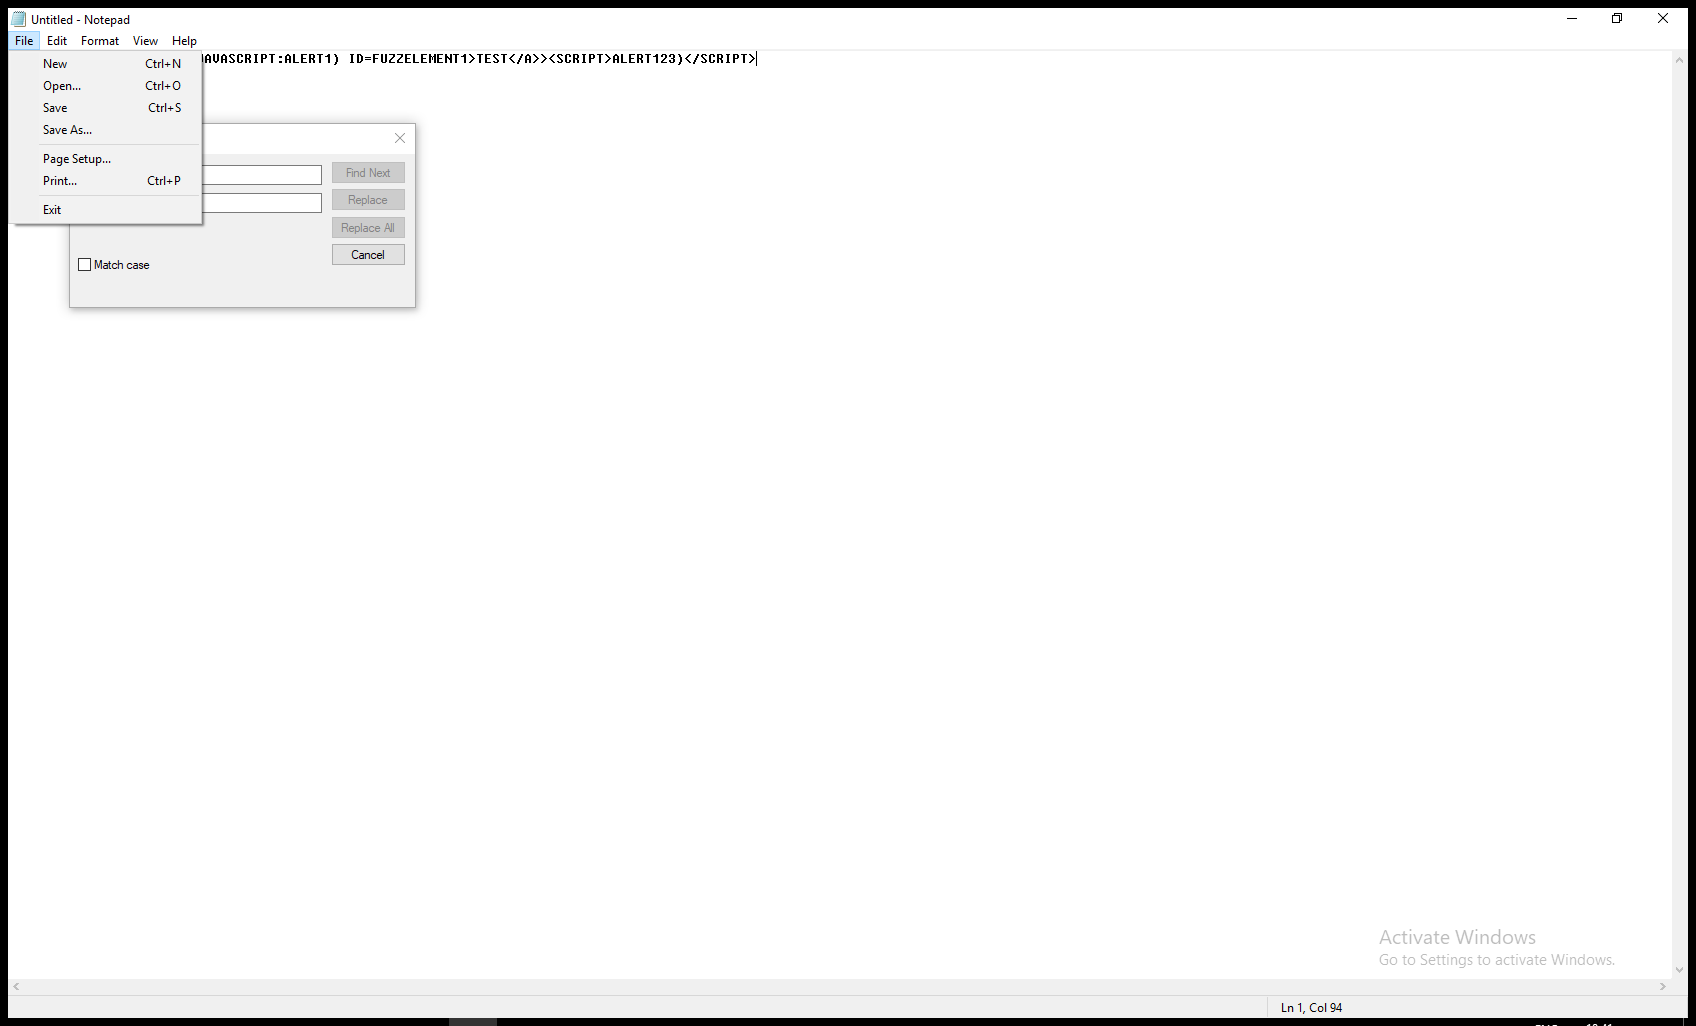 Untitled - Notepad
File Edit Format View Help
AVASCRIPT:ALERT1) ID=FUZZELEMENT1>TEST</A>><SCRIPT>ALERT123)</SCRIPT>
New Ctrl+N
Open... Ctrl+O
Save Ctrl+S
Save As...
Page Setup...
Print... Ctrl+P
Exit
Find Next
Replace
Replace All
Cancel
Match case
Activate Windows
Go to Settings to activate Windows.
Ln 1, Col 94